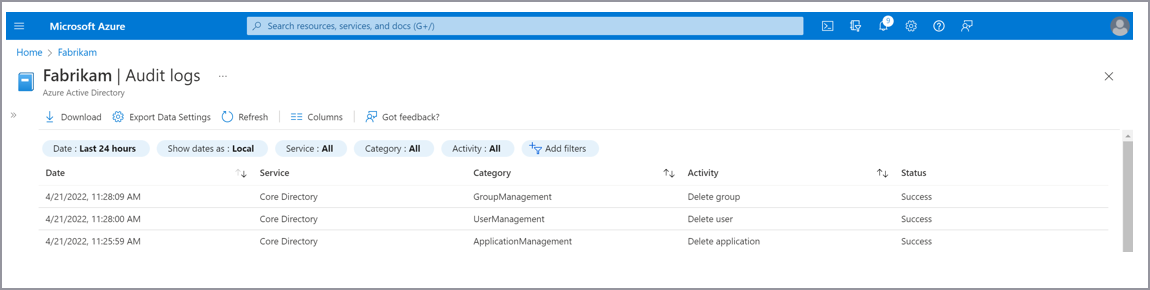 Microsoft Azure
Search resources, services, and docs (G+/)
9
Home > Fabrikam
Fabrikam | Audit logs ...
Azure Active Directory
Download Export Data Settings Refresh Columns Got feedback?
Date : Last 24 hours Show dates as : Local Service : All Category : All Activity : All Add filters
Date Service Category Activity Status
4/21/2022, 11:28:09 AM Core Directory GroupManagement Delete group Success
4/21/2022, 11:28:00 AM Core Directory UserManagement Delete user Success
4/21/2022, 11:25:59 AM Core Directory ApplicationManagement Delete application Success